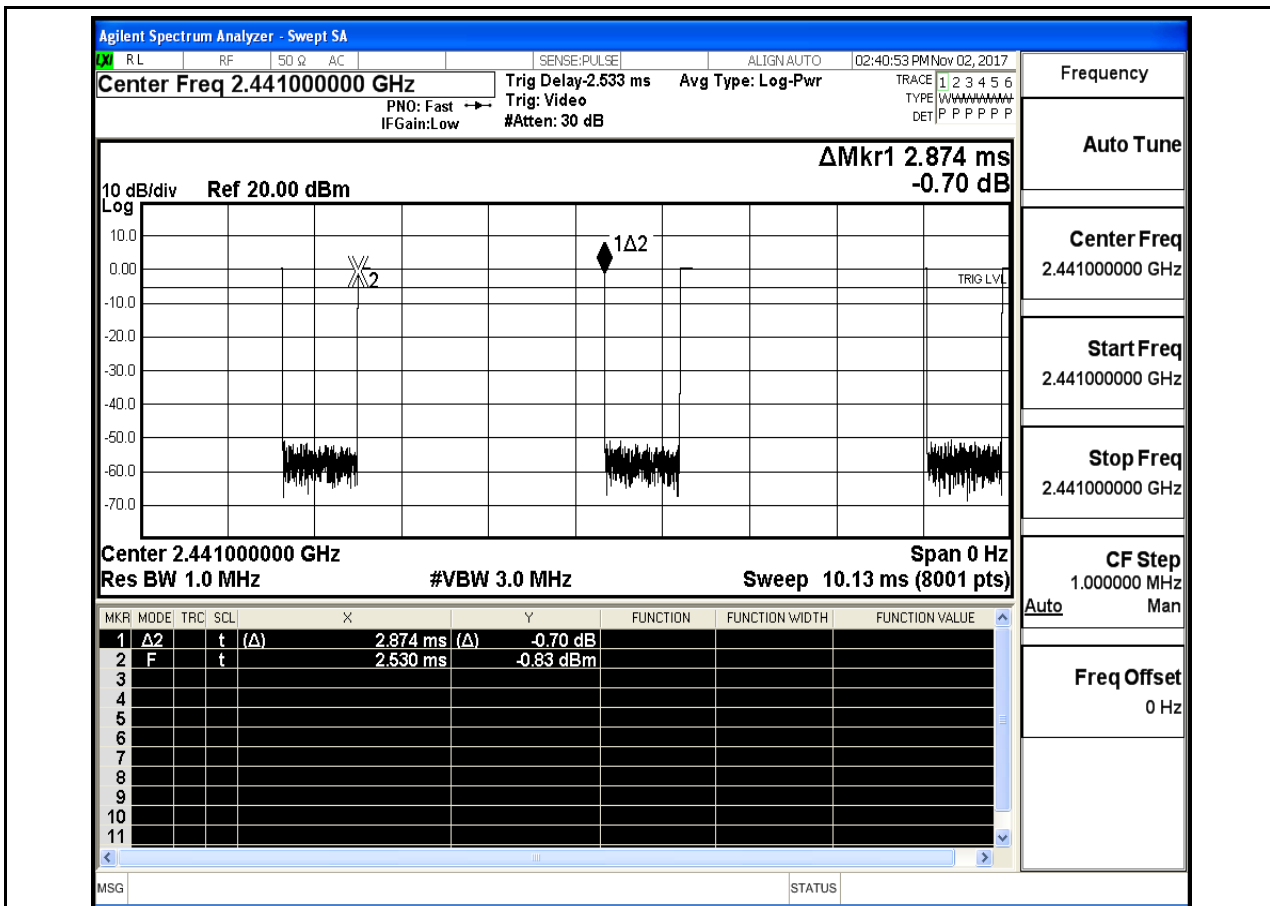 Agilent Spectrum Analyzer - Swept SA
LXI RL RF 50 Ω AC SENSE:PULSE ALIGN AUTO 02:40:53 PM Nov 02, 2017
Center Freq 2.441000000 GHz
PNO: Fast
IFGain:Low
Trig Delay-2.533 ms
Trig: Video
#Atten: 30 dB
Avg Type: Log-Pwr
TRACE 1 2 3 4 5 6
TYPE WWWWWW
DET P P P P P P
ΔMkr1 2.874 ms
-0.70 dB
10 dB/div Ref 20.00 dBm
Log
10.0
0.00
-10.0
-20.0
-30.0
-40.0
-50.0
-60.0
-70.0
2
1Δ2
TRIG LVL
Center 2.441000000 GHz Span 0 Hz
Res BW 1.0 MHz #VBW 3.0 MHz Sweep 10.13 ms (8001 pts)
MKR MODE TRC SCL X Y FUNCTION FUNCTION WIDTH FUNCTION VALUE
1 Δ2 t (Δ) 2.874 ms (Δ) -0.70 dB
2 F t 2.530 ms -0.83 dBm
3
4
5
6
7
8
9
10
11
MSG STATUS
Frequency
Auto Tune
Center Freq
2.441000000 GHz
Start Freq
2.441000000 GHz
Stop Freq
2.441000000 GHz
CF Step
1.000000 MHz
Auto Man
Freq Offset
0 Hz